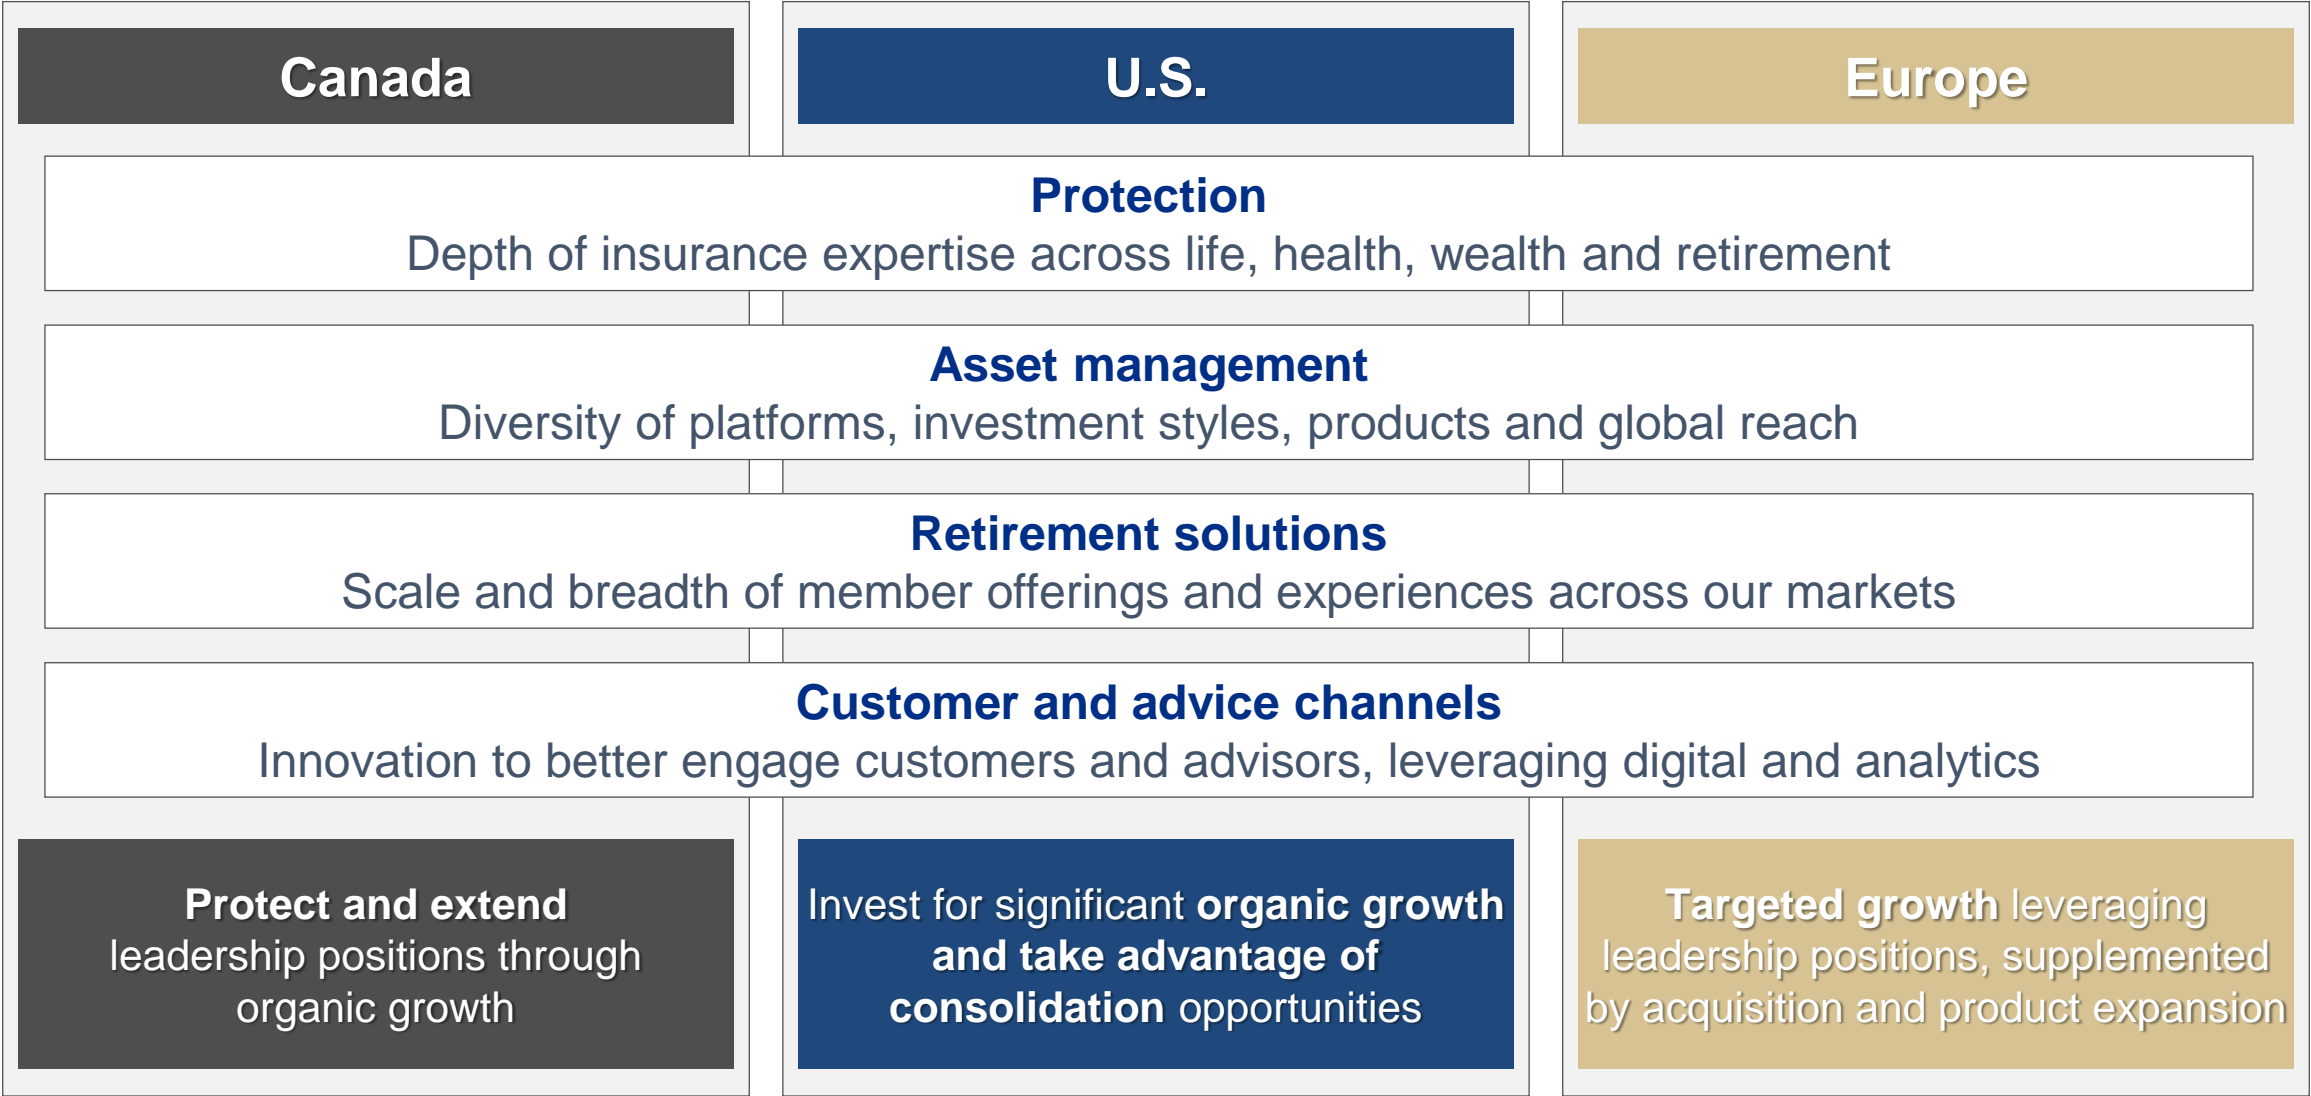 Canada
U.S.
Europe
Protection
Depth of insurance expertise across life, health, wealth and retirement
Asset management
Diversity of platforms, investment styles, products and global reach
Retirement solutions
Scale and breadth of member offerings and experiences across our markets
Customer and advice channels
Innovation to better engage customers and advisors, leveraging digital and analytics
Protect and extend
leadership positions through
organic growth
Invest for significant organic growth
and take advantage of
consolidation opportunities
Targeted growth leveraging
leadership positions, supplemented
by acquisition and product expansion